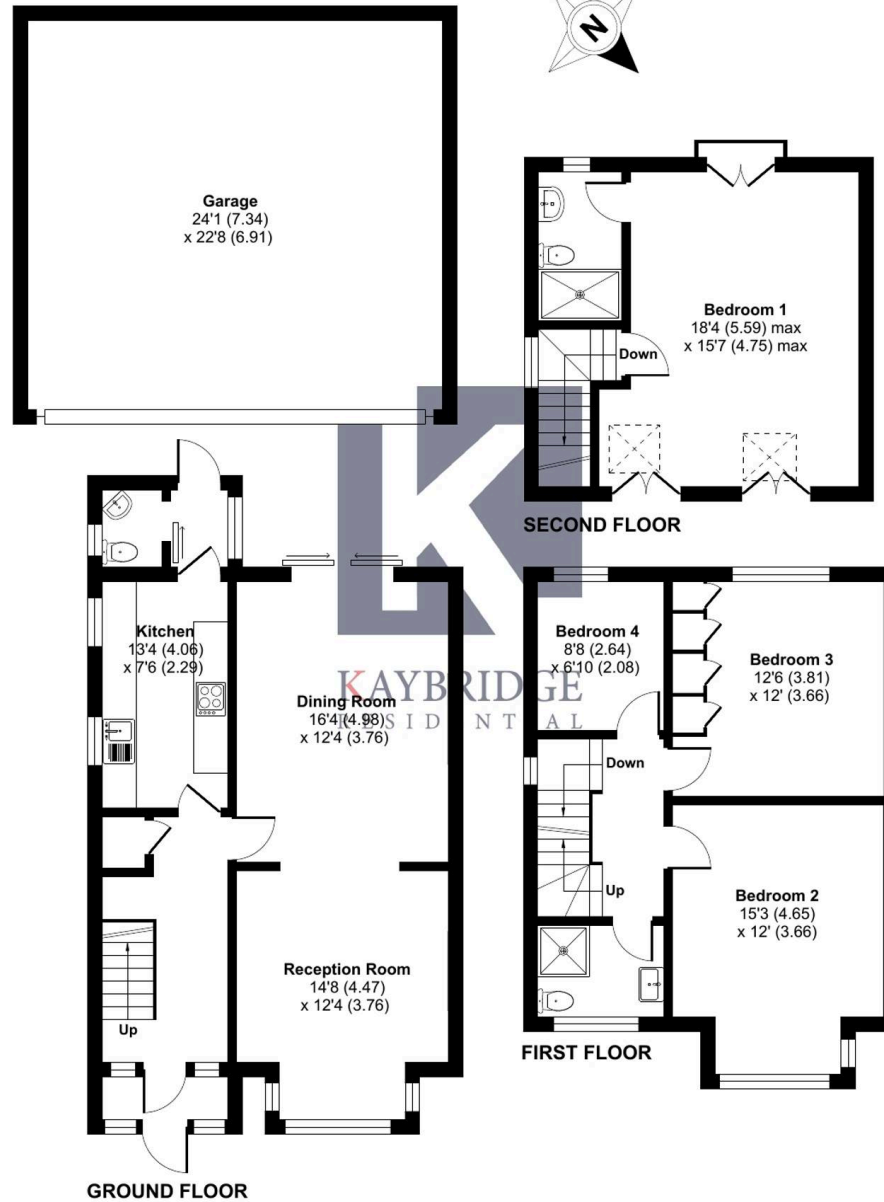 N
Garage
24'1 (7.34)
x 22'8 (6.91)
Bedroom 1
18'4 (5.59) max
x 15'7 (4.75) max
Down
SECOND FLOOR
Kitchen
13'4 (4.06)
x 7'6 (2.29)
Dining Room
16'4 (4.98)
x 12'4 (3.76)
KAYBRIDGE
RESIDENTIAL
Bedroom 4
8'8 (2.64)
x 6'10 (2.08)
Bedroom 3
12'6 (3.81)
x 12' (3.66)
Down
Up
Bedroom 2
15'3 (4.65)
x 12' (3.66)
Reception Room
14'8 (4.47)
x 12'4 (3.76)
Up
FIRST FLOOR
GROUND FLOOR